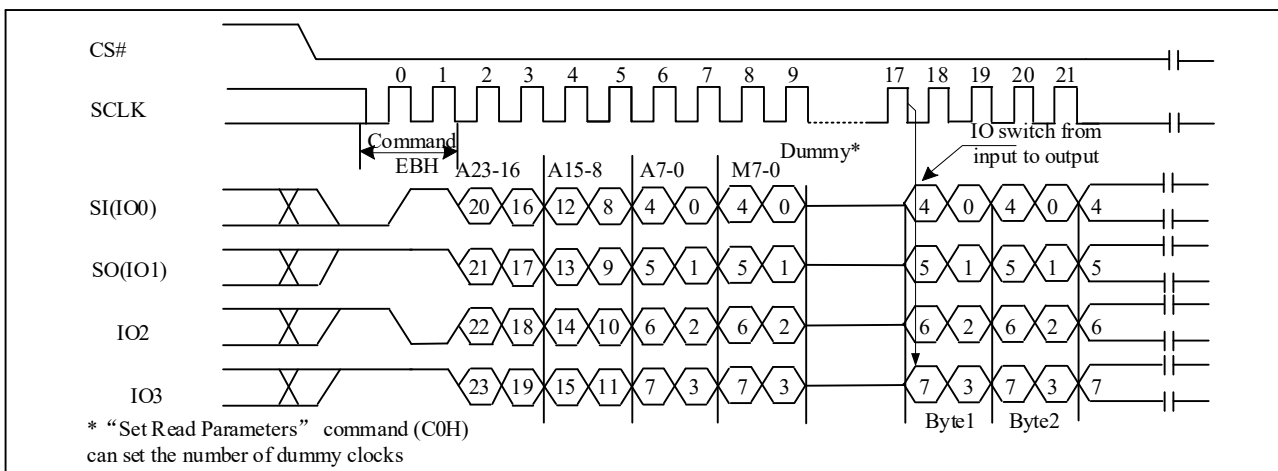 CS#
0 1 2 3 4 5 6 7 8 9 17 18 19 20 21
SCLK
Command
EBH
IO switch from
input to output
Dummy*
A23-16 A15-8 A7-0 M7-0
SI(IO0) 20 16 12 8 4 0 4 0 4 0 4 0 4
SO(IO1) 21 17 13 9 5 1 5 1 5 1 5 1 5
IO2 22 18 14 10 6 2 6 2 6 2 6 2 6
IO3 23 19 15 11 7 3 7 3 7 3 7 3 7
Byte1 Byte2
* “Set Read Parameters” command (C0H)
can set the number of dummy clocks